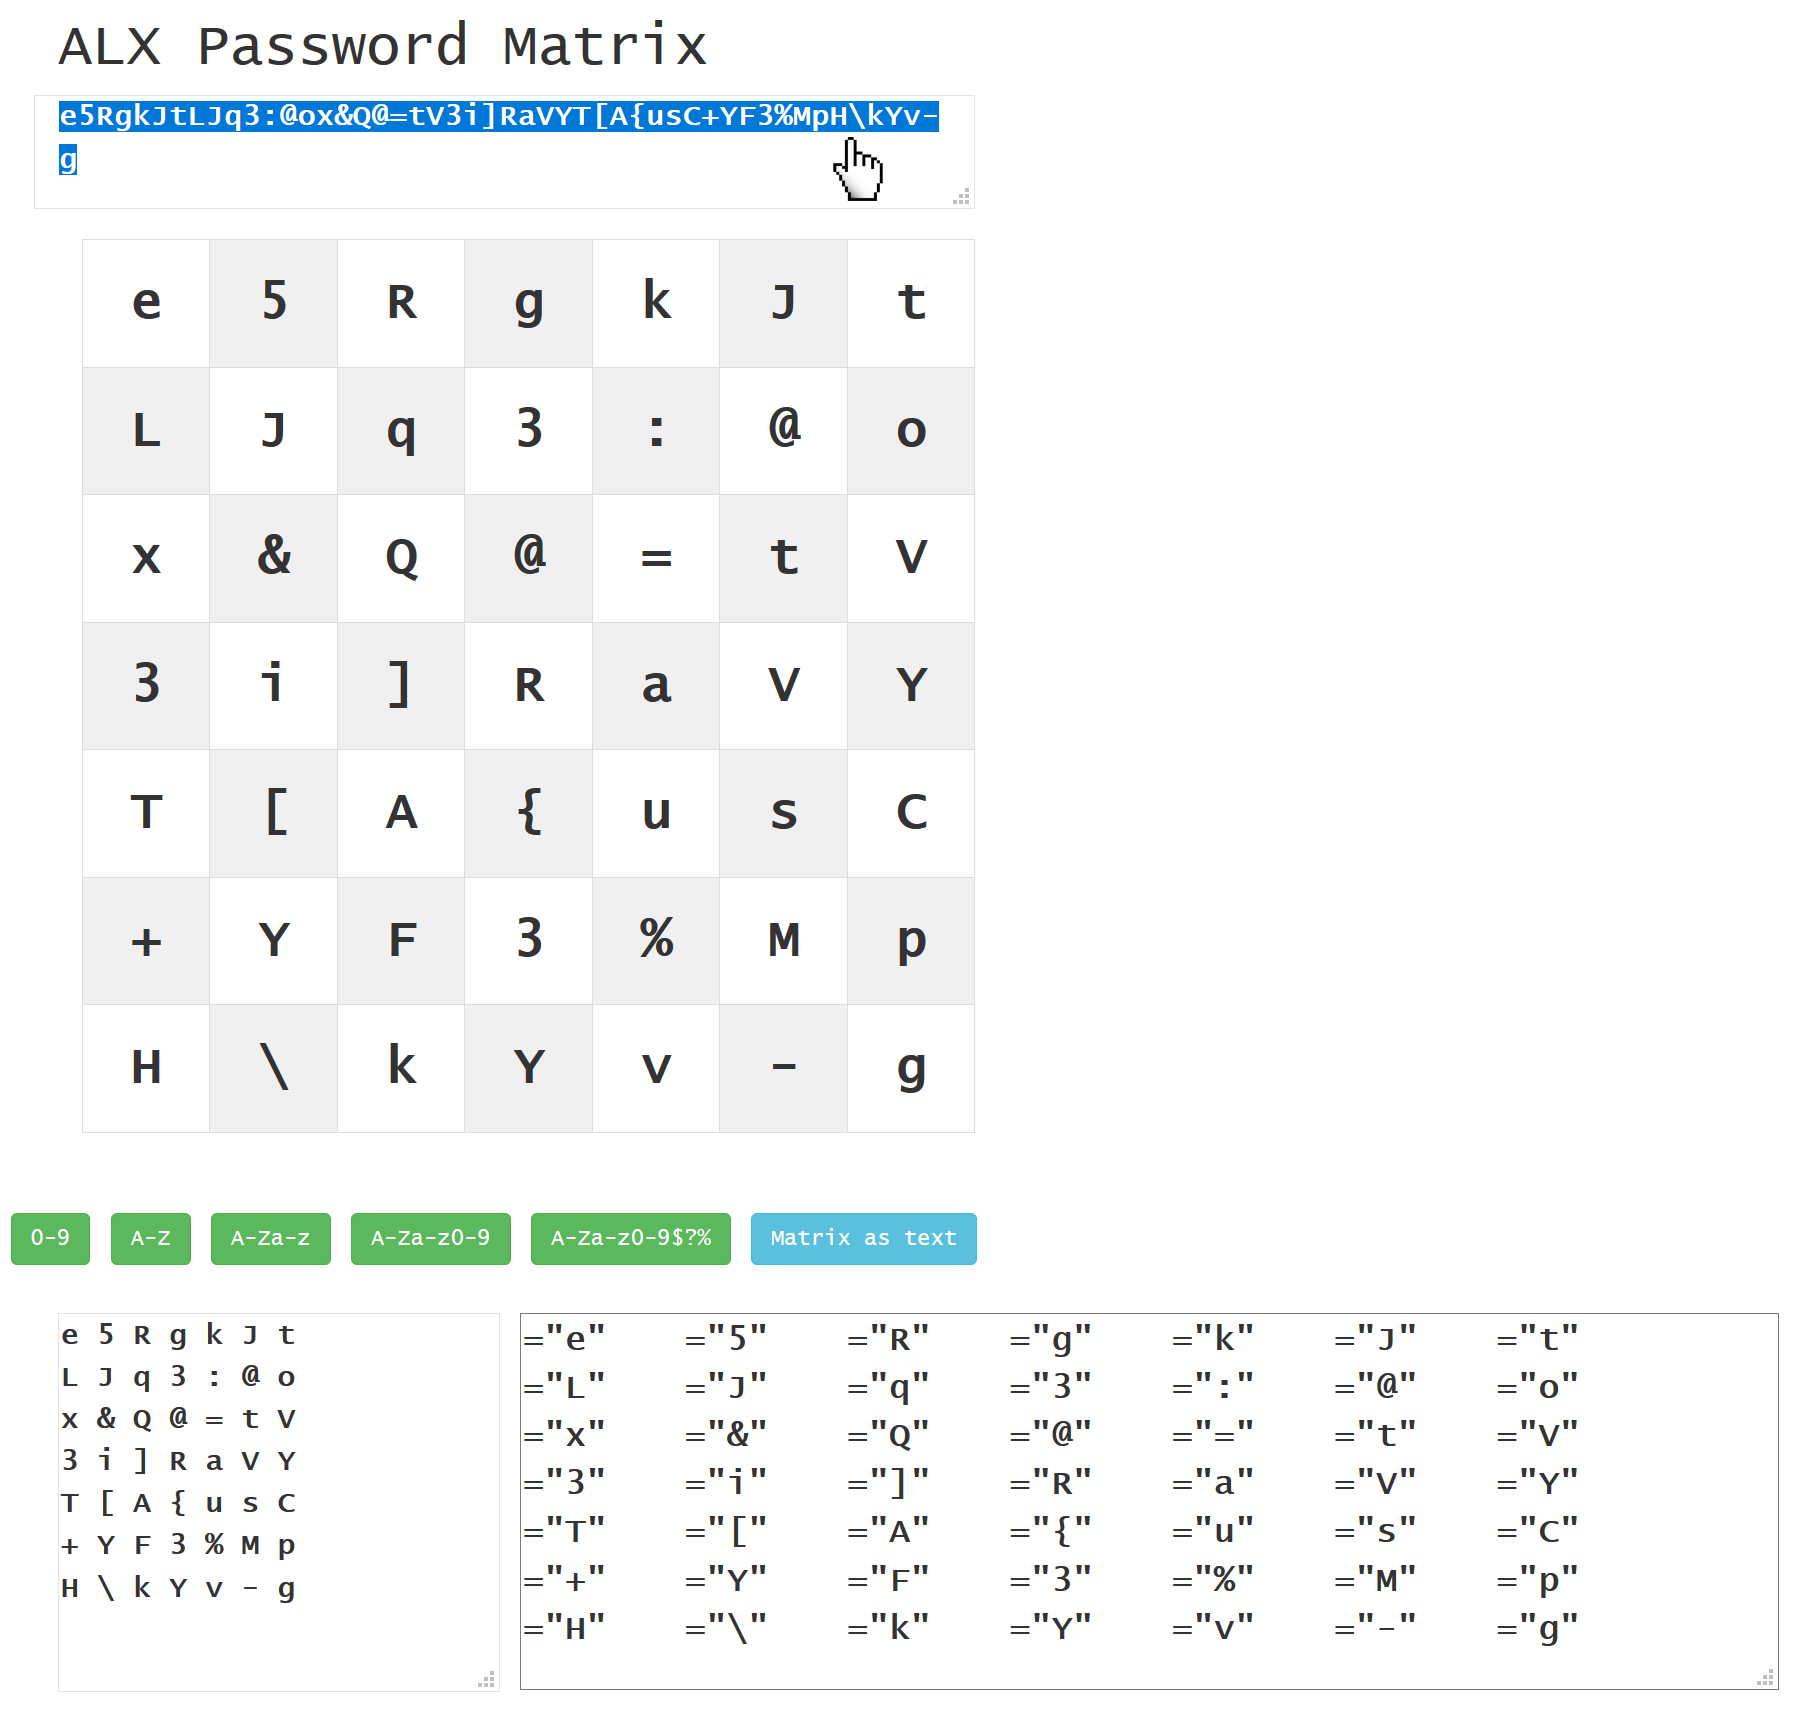 ALX Password Matrix
e5RgkJtLJq3:@ox&Q@=tV3i]RaVYT[A{usC+YF3%MpH\kYv-
g
e 5 R g k J t
L J q 3 : @ o
x & Q @ = t V
3 i ] R a V Y
T [ A { u s C
+ Y F 3 % M p
H \ k Y v - g
0-9 A-Z A-Za-z A-Za-z0-9 A-Za-z0-9$?% Matrix as text
e 5 R g k J t
L J q 3 : @ o
x & Q @ = t V
3 i ] R a V Y
T [ A { u s C
+ Y F 3 % M p
H \ k Y v - g
="e" ="5" ="R" ="g" ="k" ="J" ="t"
="L" ="J" ="q" ="3" =":" ="@" ="o"
="x" ="&" ="Q" ="@" ="=" ="t" ="V"
="3" ="i" ="]" ="R" ="a" ="V" ="Y"
="T" ="[" ="A" ="{" ="u" ="s" ="C"
="+" ="Y" ="F" ="3" ="%" ="M" ="p"
="H" ="\" ="k" ="Y" ="v" ="-" ="g"